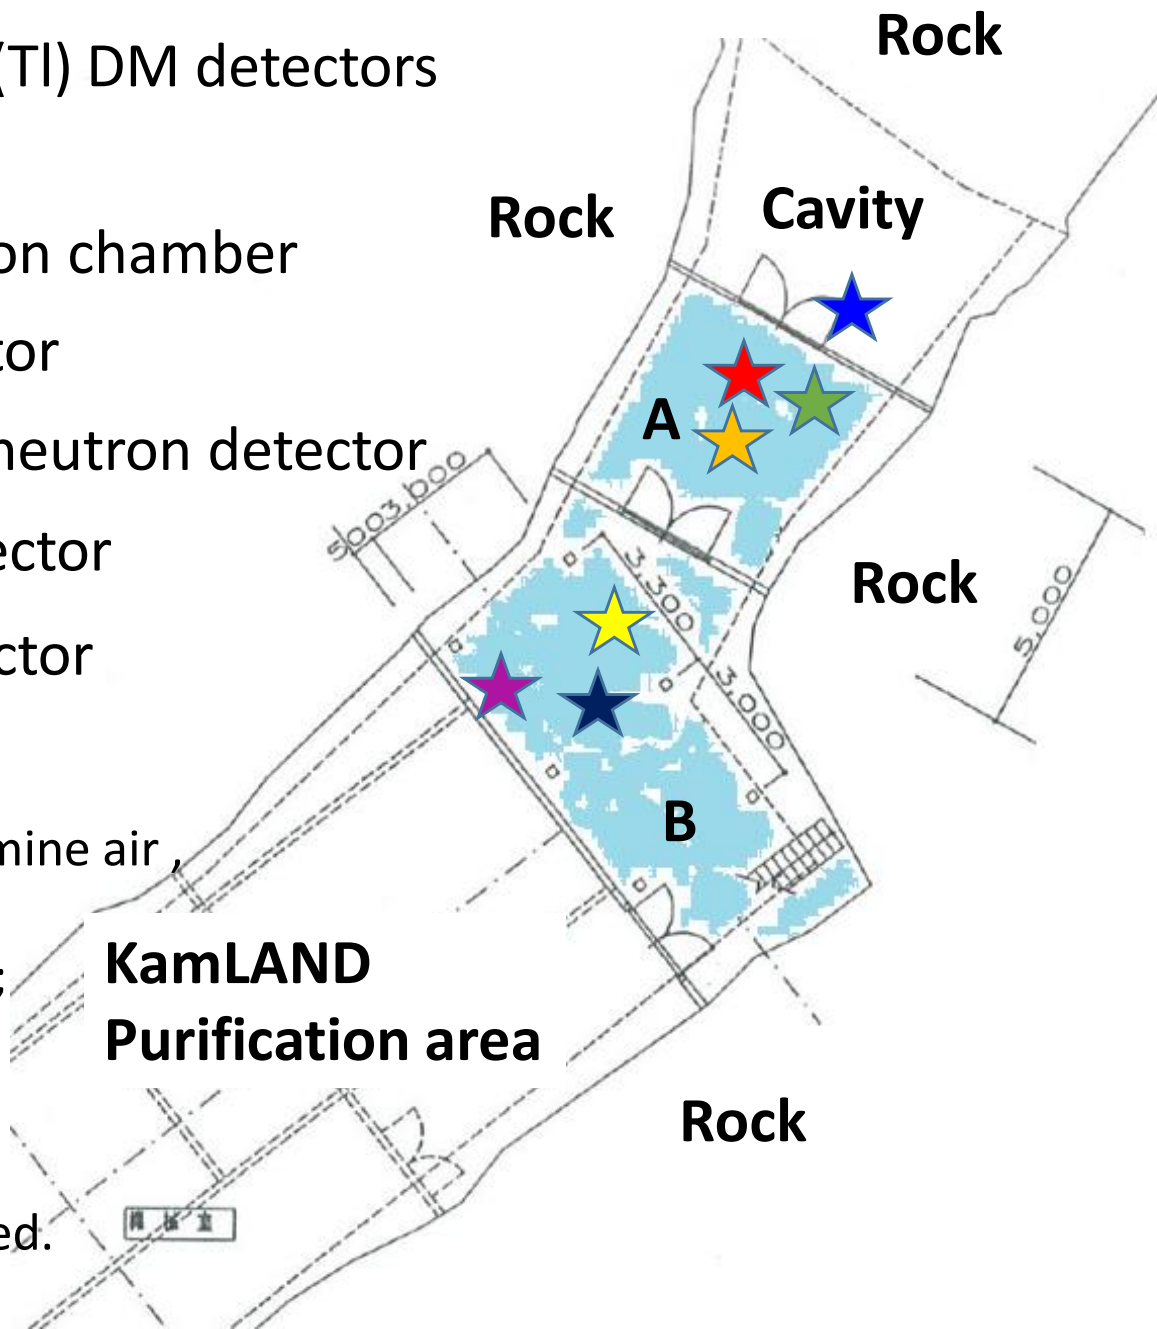 (Tl) DM detectors
Rock
Rock
Cavity
on chamber
tor
A
neutron detector
5003,600
ector
3,300
Rock
5,000
ctor
3,000
B
mine air ,
KamLAND
Purification area
Rock
ed.